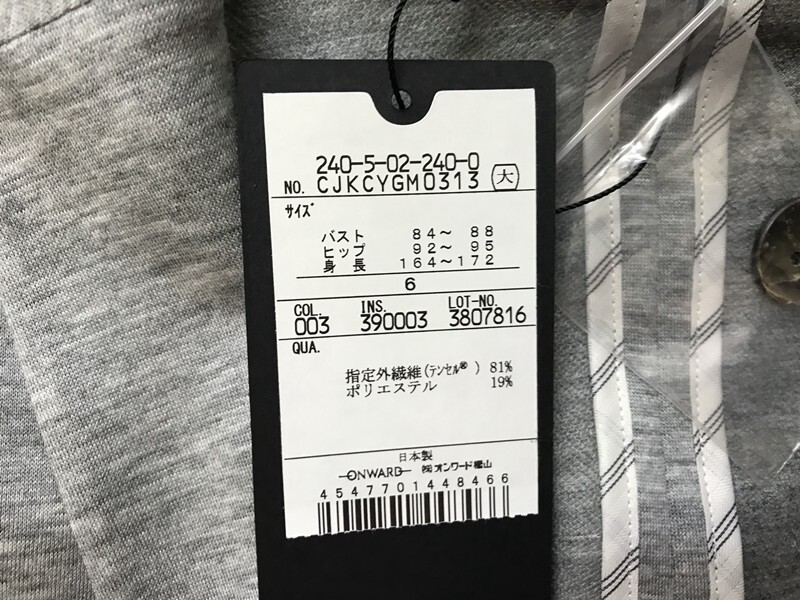 240-5-02-240-0
NO. CJKCYGM0313 大
サイズ
バスト 84～ 88
ヒップ 92～ 95
身長 164～172
6
COL. INS. LOT-NO.
003 390003 3807816
QUA.
指定外繊維(テンセル®) 81%
ポリエステル 19%
日本製
ONWARD ㈱オンワード樫山
4547701448466